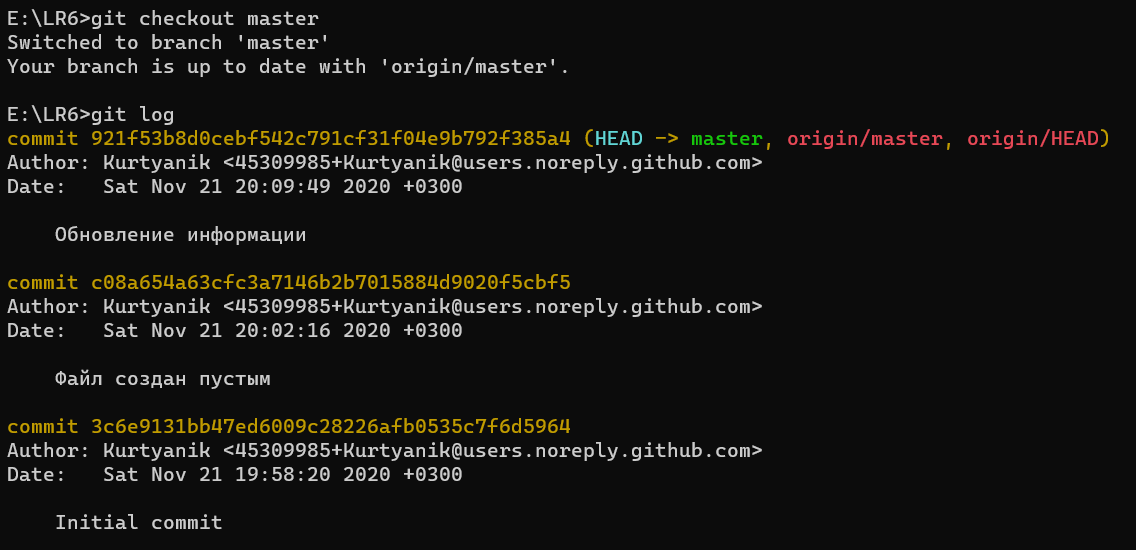 E:\LR6>git checkout master
Switched to branch 'master'
Your branch is up to date with 'origin/master'.
E:\LR6>git log
commit 921f53b8d0cebf542c791cf31f04e9b792f385a4 (HEAD -> master, origin/master, origin/HEAD)
Author: Kurtyanik <45309985+Kurtyanik@users.noreply.github.com>
Date:   Sat Nov 21 20:09:49 2020 +0300
Обновление информации
commit c08a654a63cfc3a7146b2b7015884d9020f5cbf5
Author: Kurtyanik <45309985+Kurtyanik@users.noreply.github.com>
Date:   Sat Nov 21 20:02:16 2020 +0300
Файл создан пустым
commit 3c6e9131bb47ed6009c28226afb0535c7f6d5964
Author: Kurtyanik <45309985+Kurtyanik@users.noreply.github.com>
Date:   Sat Nov 21 19:58:20 2020 +0300
Initial commit